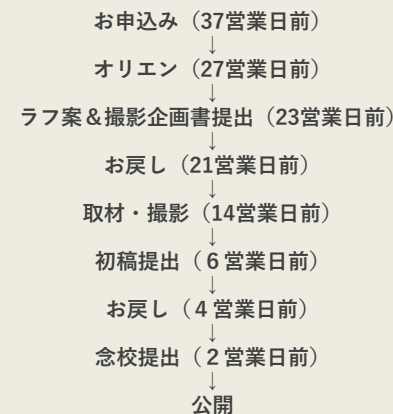 お申込み（37営業日前）
↓
オリエン（27営業日前）
↓
ラフ案＆撮影企画書提出（23営業日前）
↓
お戻し（21営業日前）
↓
取材・撮影（14営業日前）
↓
初稿提出（６営業日前）
↓
お戻し（４営業日前）
↓
念校提出（２営業日前）
↓
公開